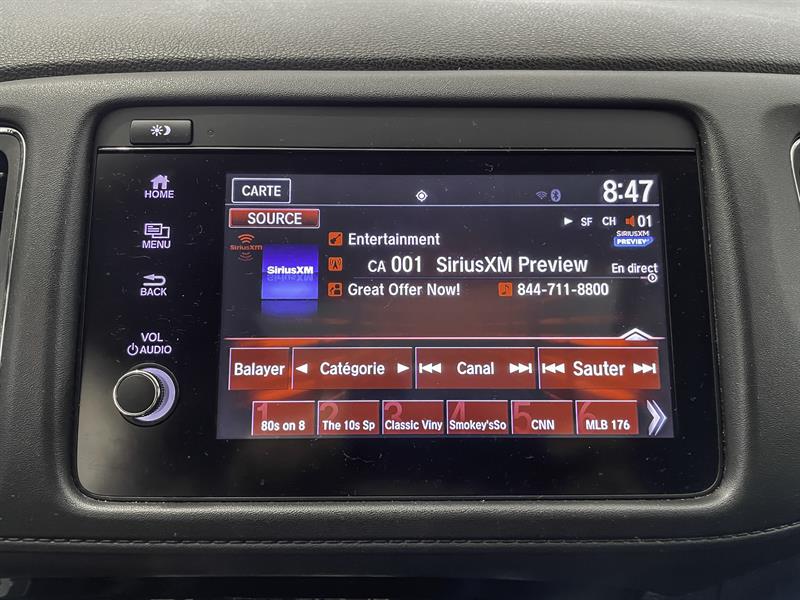 HOME
MENU
BACK
VOL
AUDIO
CARTE
8:47
SOURCE
SF CH 01
SiriusXM
SIRIUSXM
PREVIEW
Entertainment
SiriusXM
CA 001 SiriusXM Preview
En direct
Great Offer Now!
844-711-8800
Balayer
Catégorie
Canal
Sauter
1 80s on 8
2 The 10s Sp
3 Classic Viny
4 Smokey'sSo
5 CNN
6 MLB 176